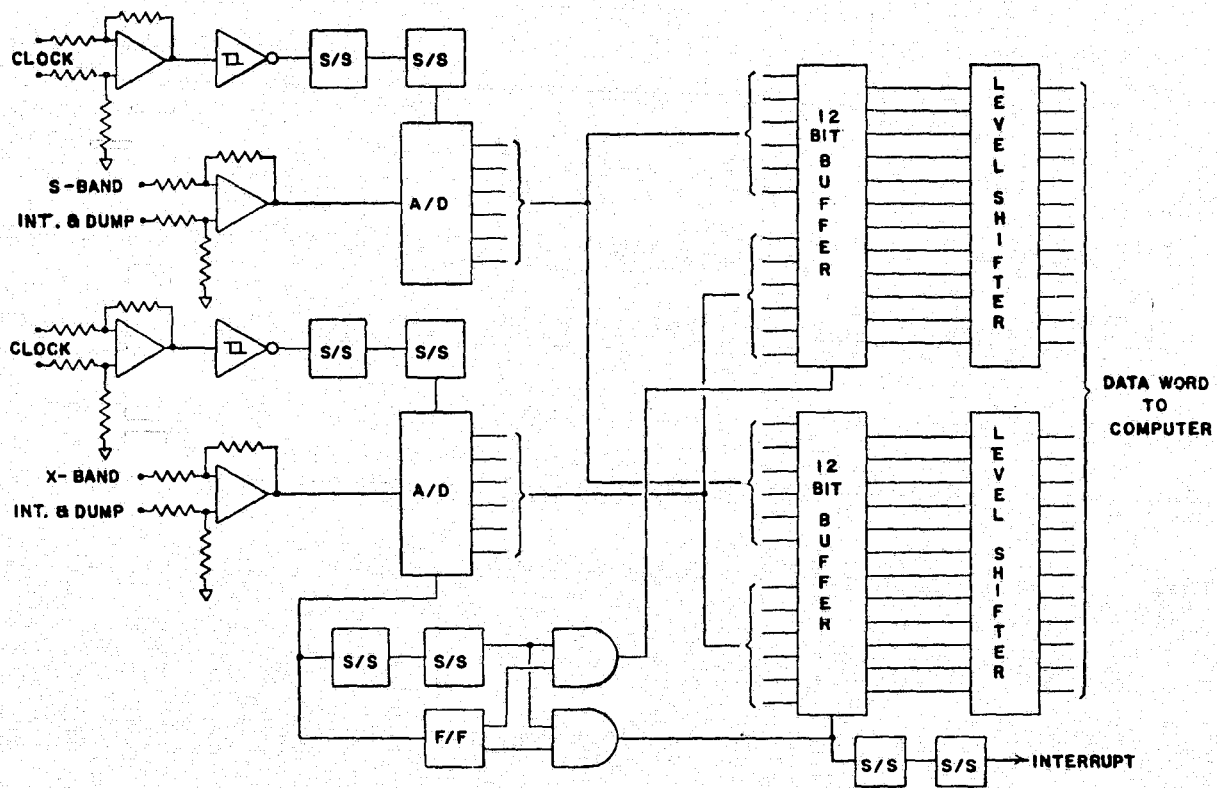 CLOCK
S/S
S/S
S-BAND
INT. & DUMP
A/D
CLOCK
S/S
S/S
X-BAND
INT. & DUMP
A/D
S/S
S/S
F/F
12
BIT
BUFFER
LEVEL SHIFTER
12
BIT
BUFFER
LEVEL SHIFTER
DATA WORD
TO
COMPUTER
S/S
S/S
INTERRUPT